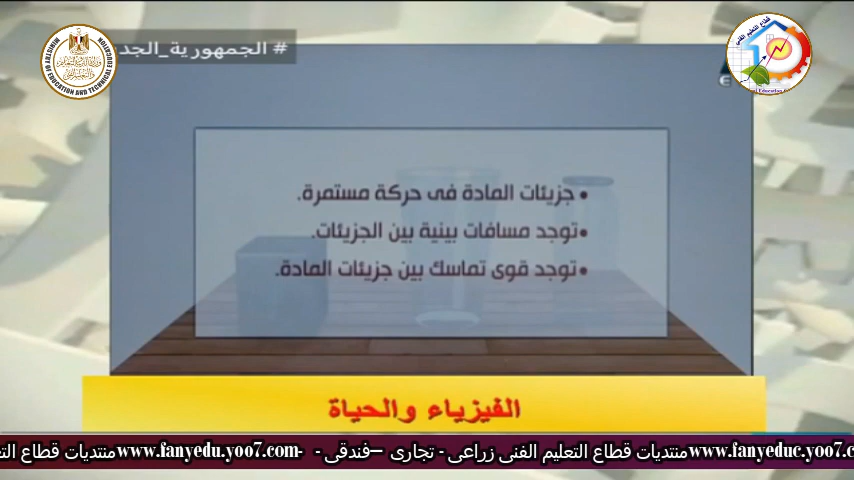 # الجمهورية_الجد
• جزيئات المادة فى حركة مستمرة.
• توجد مسافات بينية بين الجزيئات.
• توجد قوى تماسك بين جزيئات المادة.
الفيزياء والحياة
www.fanyeduc.yoo7.c منتديات قطاع التعليم الفنى زراعى - تجارى – فندقى - -www.fanyedu.yoo7.com منتديات قطاع الت